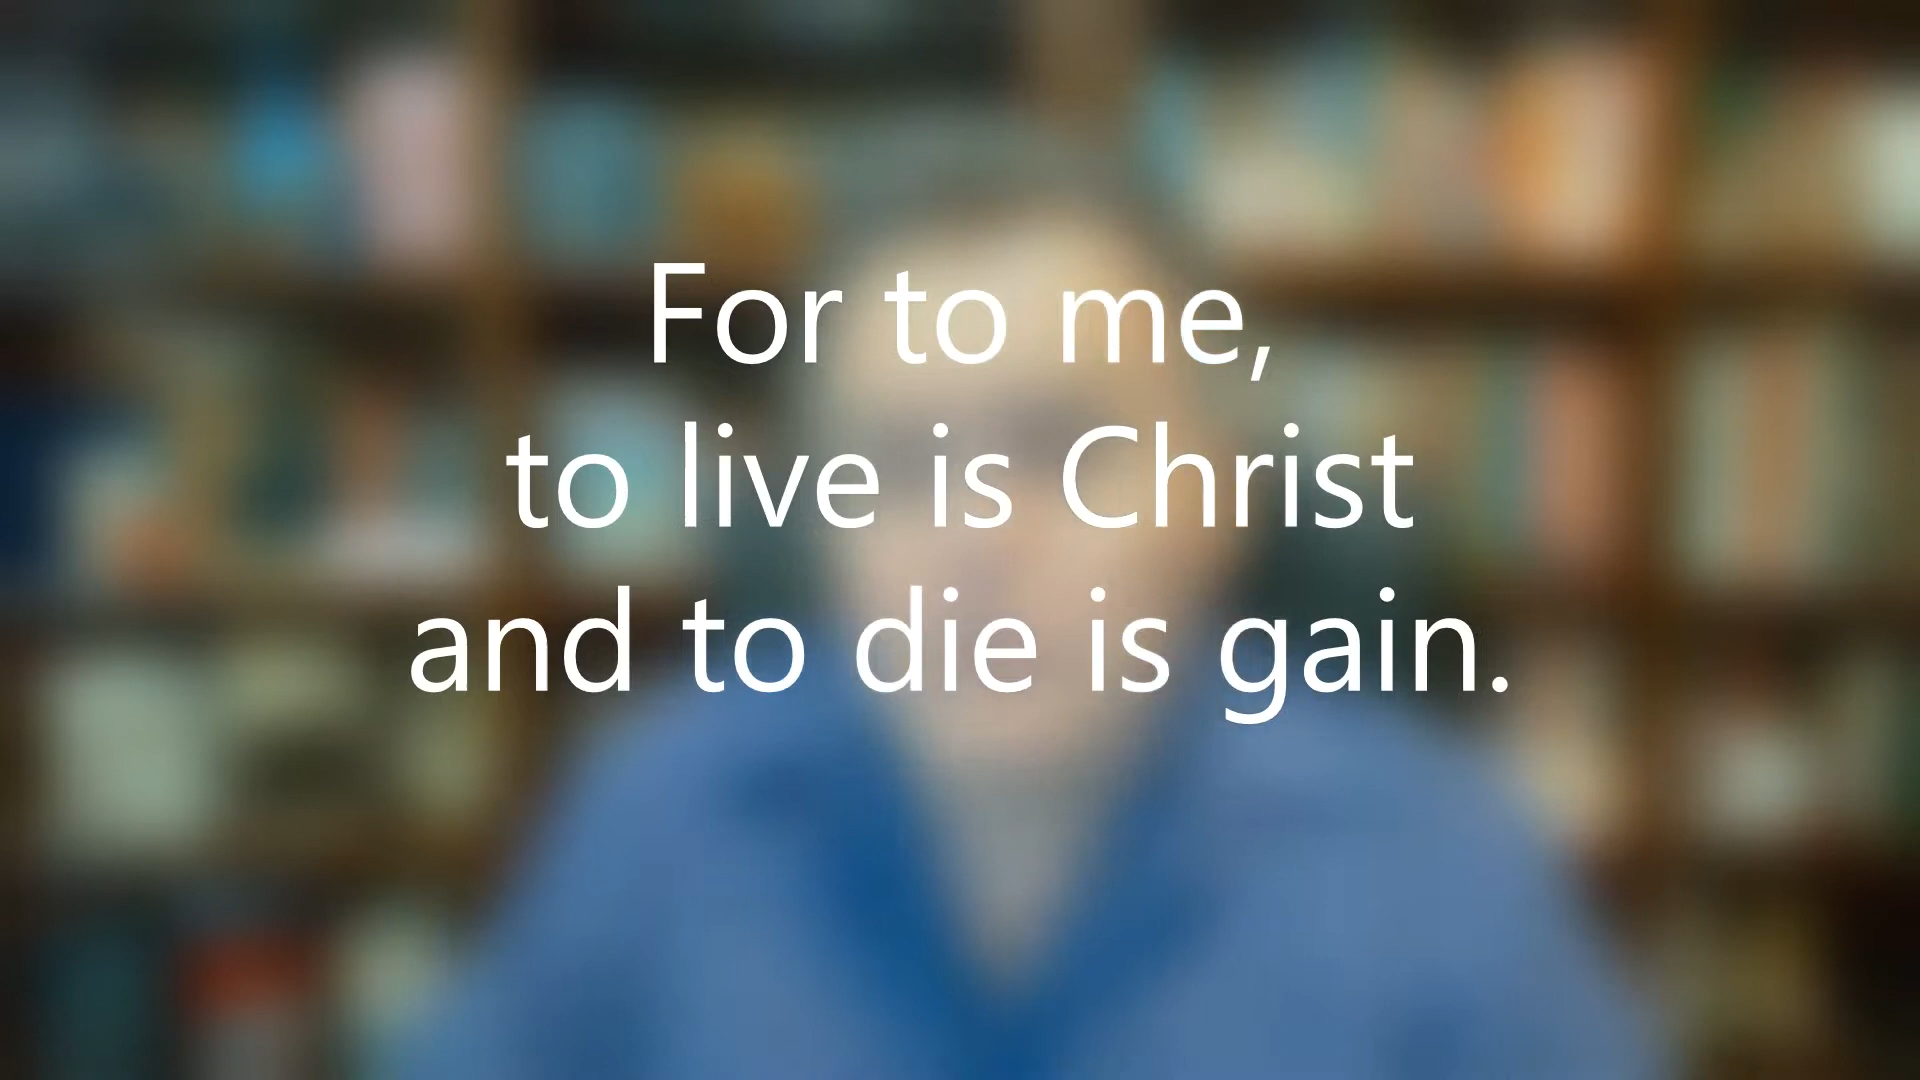 For to me,
to live is Christ
and to die is gain.